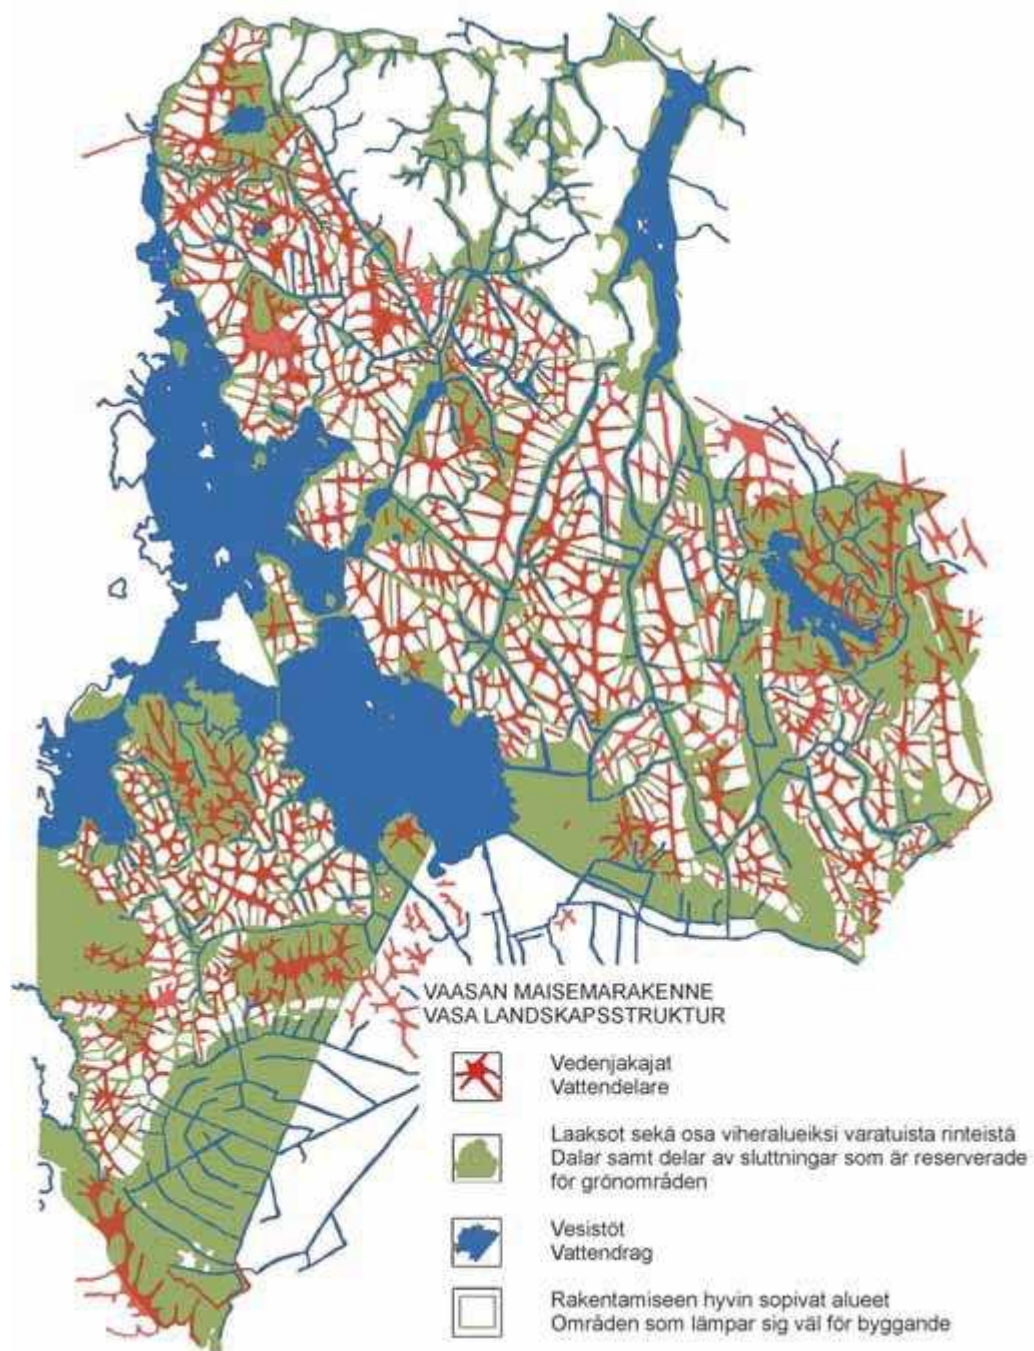 VAASAN MAISEMARAKENNE
VASA LANDSKAPSSTRUKTUR
Vedenjakajat
Vattendelare
Laaksot sekä osa viheralueiksi varatuista rinteistä
Dalar samt delar av sluttningar som är reserverade
för grönområden
Vesistöt
Vattendrag
Rakentamiseen hyvin sopivat alueet
Områden som lämpar sig väl för byggande